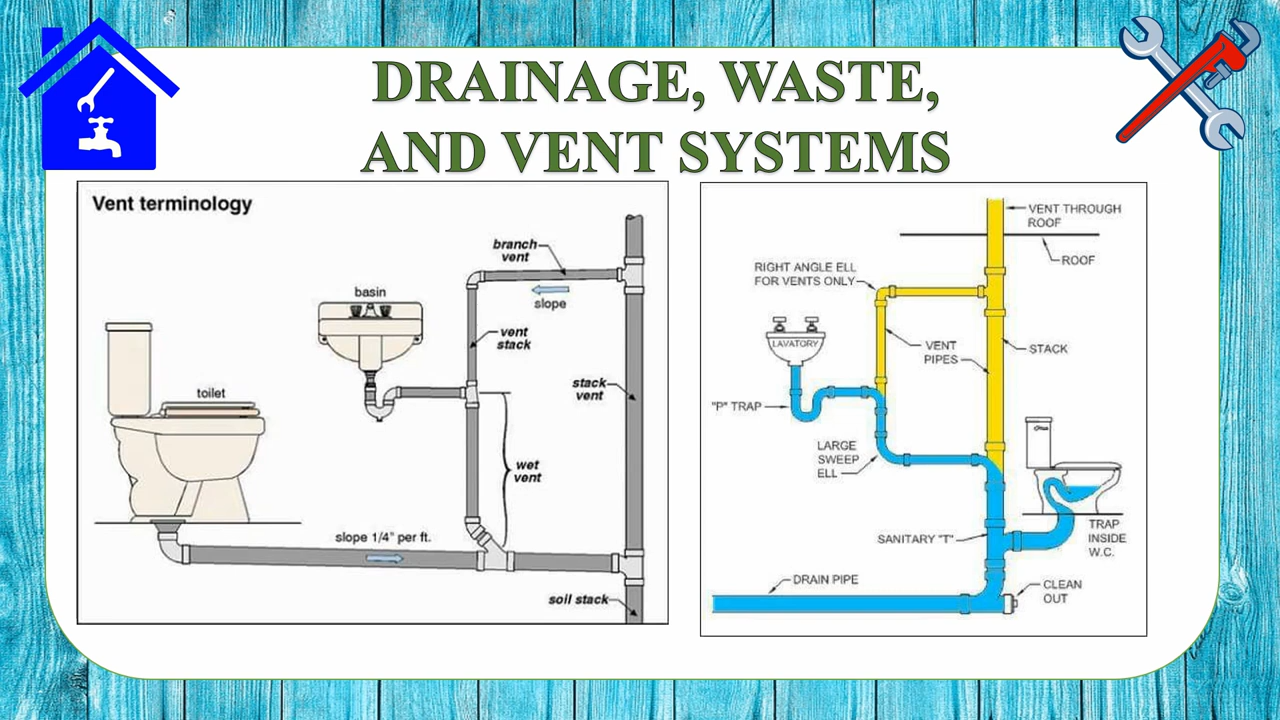 DRAINAGE, WASTE,
AND VENT SYSTEMS
Vent terminology
branch
vent
slope
basin
vent
stack
toilet
stack
vent
wet
vent
slope 1/4" per ft.
soil stack
VENT THROUGH
ROOF
ROOF
RIGHT ANGLE ELL
FOR VENTS ONLY
LAVATORY
VENT
PIPES
STACK
"P" TRAP
LARGE
SWEEP
ELL
SANITARY "T"
TRAP
INSIDE
W.C.
DRAIN PIPE
CLEAN
OUT